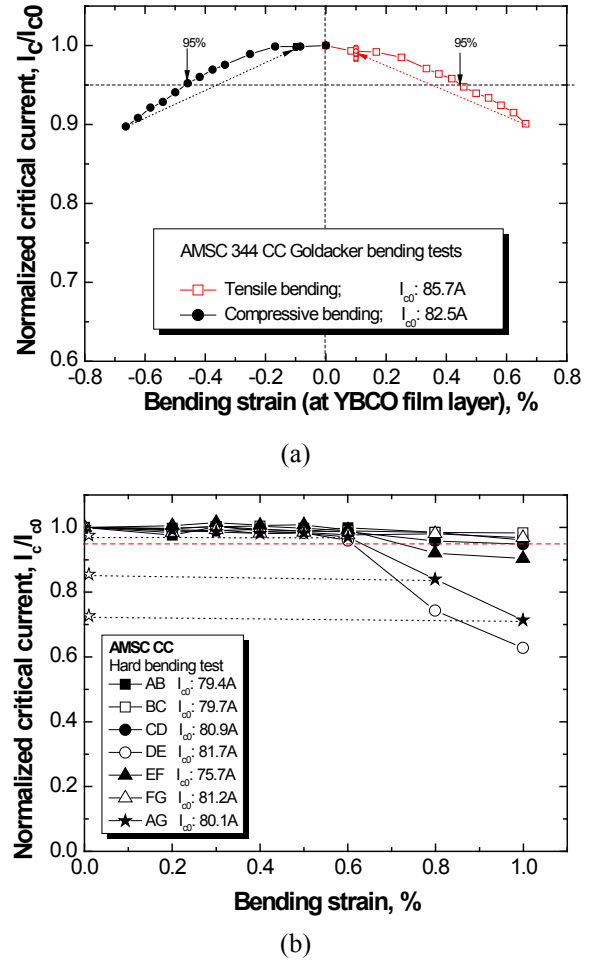 Normalized critical current, Ic/Ic0
1.0
0.9
0.8
0.7
0.6
95%
95%
AMSC 344 CC Goldacker bending tests
Tensile bending; Ic0: 85.7A
Compressive bending; Ic0: 82.5A
-0.8 -0.6 -0.4 -0.2 0.0 0.2 0.4 0.6 0.8
Bending strain (at YBCO film layer), %
(a)
Normalized critical current, Ic/Ic0
1.0
0.8
0.6
0.4
0.2
0.0
AMSC CC
Hard bending test
AB Ic0: 79.4A
BC Ic0: 79.7A
CD Ic0: 80.9A
DE Ic0: 81.7A
EF Ic0: 75.7A
FG Ic0: 81.2A
AG Ic0: 80.1A
0.0 0.2 0.4 0.6 0.8 1.0
Bending strain, %
(b)